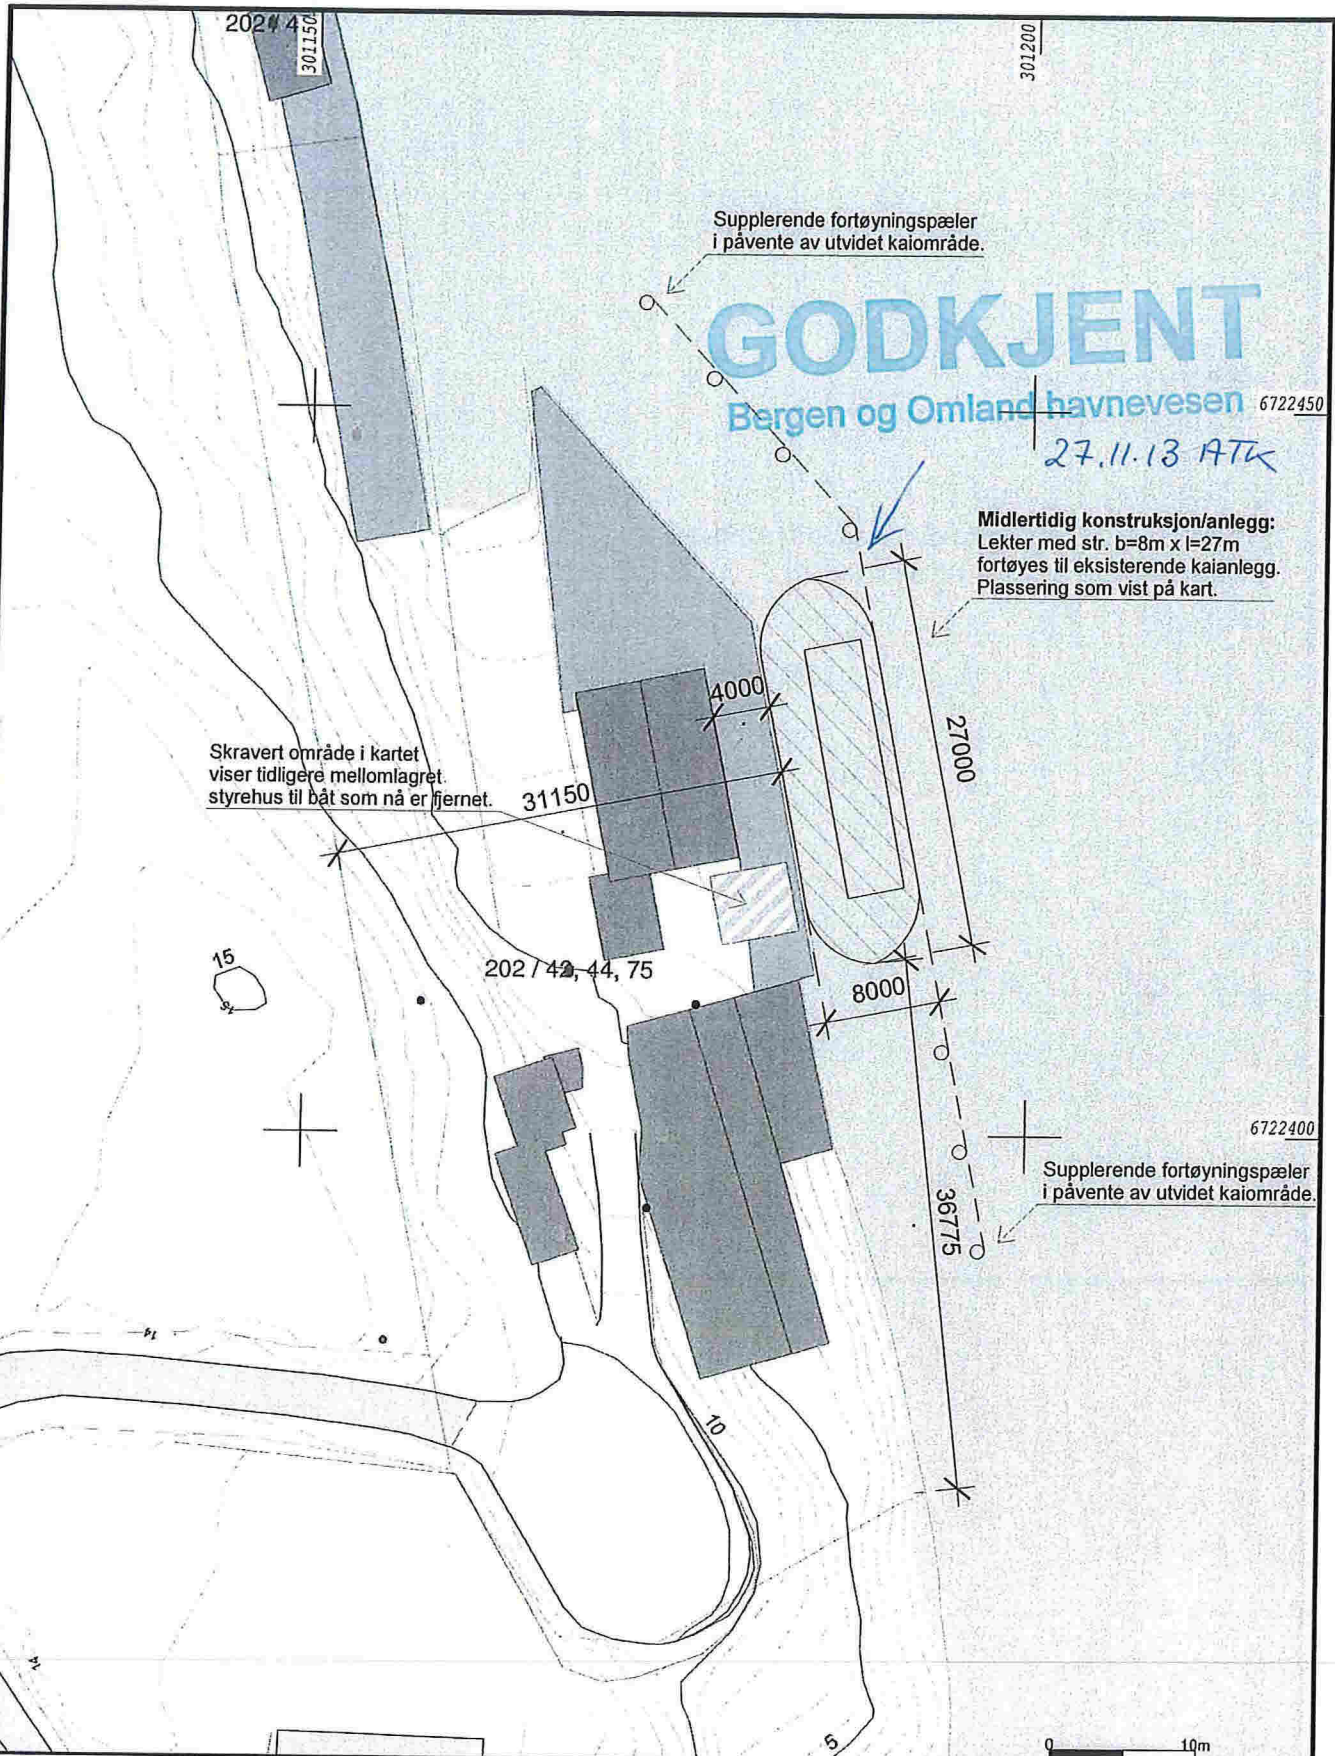 202/4
301150
301200
Supplerende fortøyningspæler
i påvente av utvidet kaiområde.
GODKJENT
Bergen og Omland havnevesen
6722450
27.11.13 ATK
Midlertidig konstruksjon/anlegg:
Lekter med str. b=8m x l=27m
fortøyes til eksisterende kaianlegg.
Plassering som vist på kart.
4000
27000
Skravert område i kartet
viser tidligere mellomlagret
styrehus til båt som nå er fjernet.
31150
15
202 / 42, 44, 75
8000
6722400
Supplerende fortøyningspæler
i påvente av utvidet kaiområde.
36775
14
10
14
5
0 10m